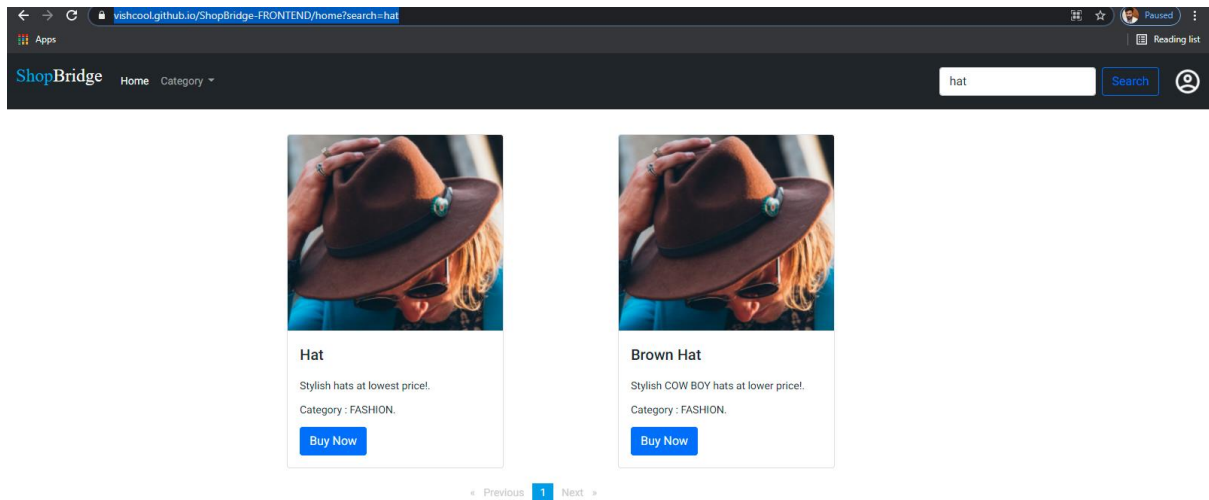 vishcool.github.io/ShopBridge-FRONTEND/home?search=hat
Paused
Apps
Reading list
ShopBridge Home Category hat Search
Hat
Stylish hats at lowest price!.
Category : FASHION.
Buy Now
Brown Hat
Stylish COW BOY hats at lower price!.
Category : FASHION.
Buy Now
« Previous 1 Next »